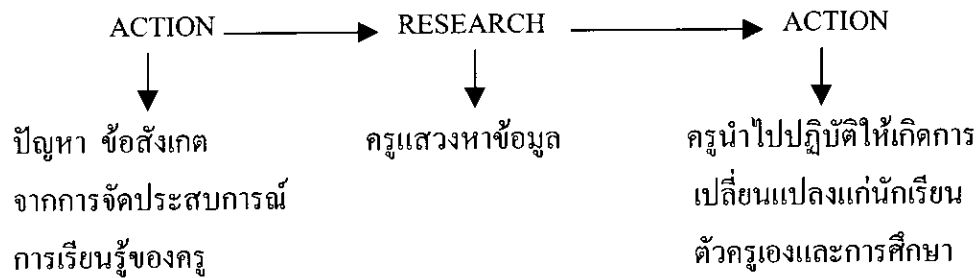 ACTION RESEARCH ACTION
ปัญหา ข้อสังเกต
จากการจัดประสบการณ์
การเรียนรู้ของครู
ครูแสวงหาข้อมูล
ครูนำไปปฏิบัติให้เกิดการ
เปลี่ยนแปลงแก่นักเรียน
ตัวครูเองและการศึกษา